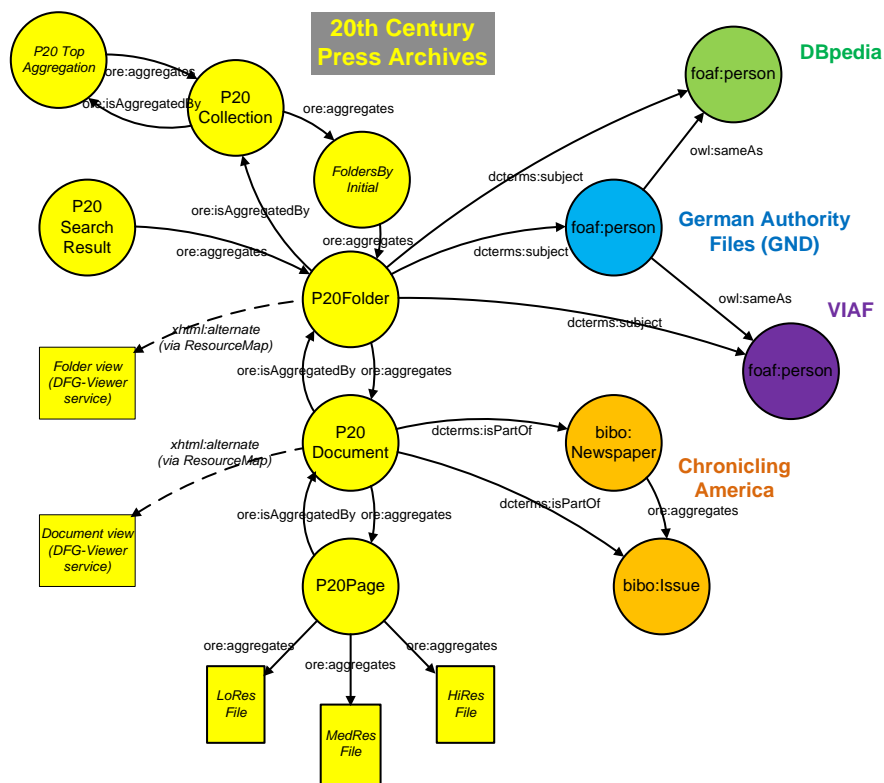 20th Century
Press Archives
P20 Top
Aggregation
ore:aggregates
ore:isAggregatedBy
P20
Collection
ore:aggregates
FoldersBy
Initial
DBpedia
foaf:person
owl:sameAs
dcterms:subject
P20
Search
Result
ore:isAggregatedBy
ore:aggregates
ore:aggregates
dcterms:subject
foaf:person
German Authority
Files (GND)
P20Folder
owl:sameAs
VIAF
dcterms:subject
foaf:person
xhtml:alternate
(via ResourceMap)
Folder view
(DFG-Viewer
service)
ore:isAggregatedBy
ore:aggregates
P20
Document
dcterms:isPartOf
bibo:
Newspaper
Chronicling
America
xhtml:alternate
(via ResourceMap)
Document view
(DFG-Viewer
service)
ore:isAggregatedBy
ore:aggregates
dcterms:isPartOf
ore:aggregates
P20Page
bibo:Issue
ore:aggregates
ore:aggregates
ore:aggregates
LoRes
File
MedRes
File
HiRes
File